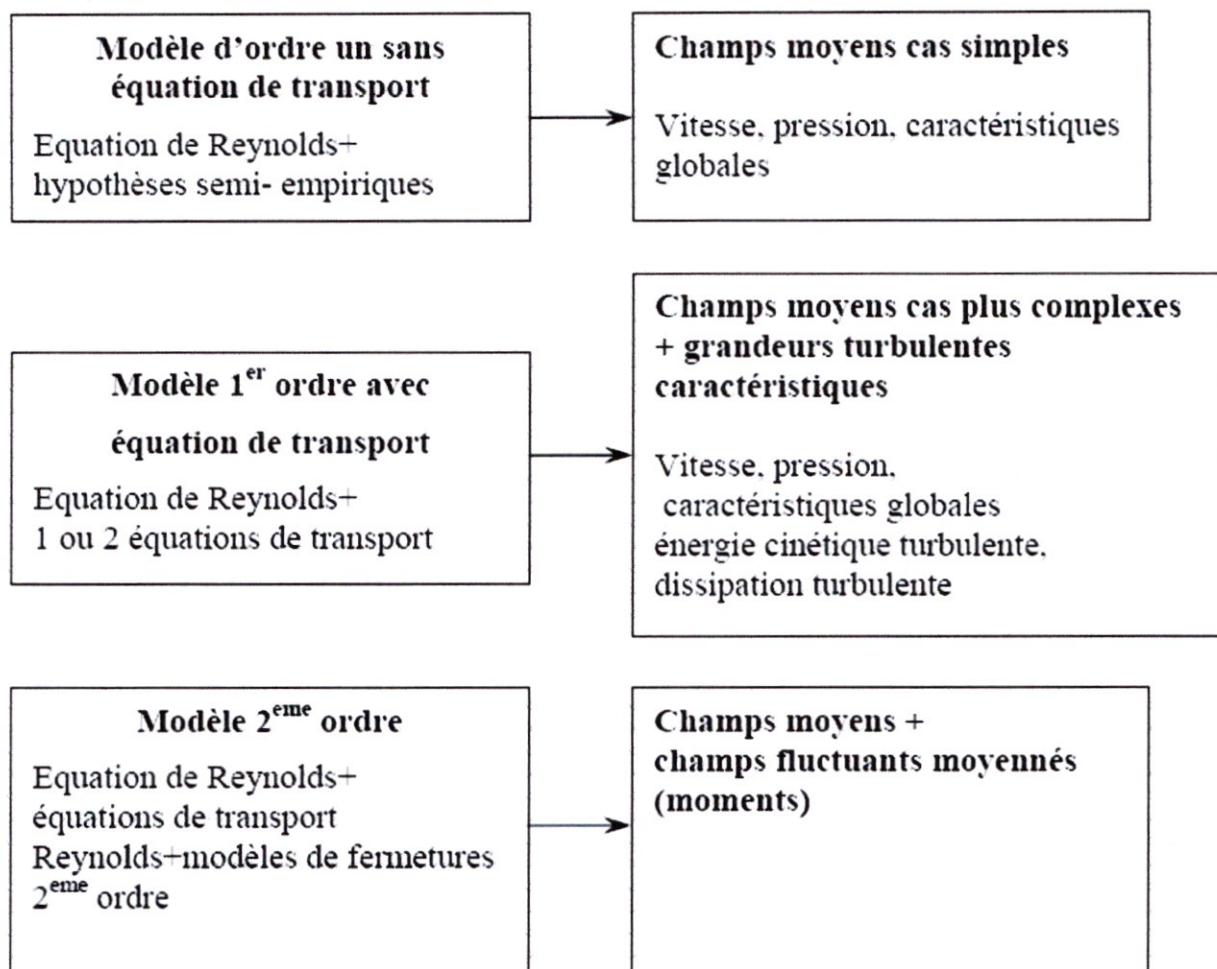 Modèle d'ordre un sans
équation de transport
Equation de Reynolds+
hypothèses semi- empiriques
Champs moyens cas simples
Vitesse, pression, caractéristiques
globales
Modèle 1er ordre avec
équation de transport
Equation de Reynolds+
1 ou 2 équations de transport
Champs moyens cas plus complexes
+ grandeurs turbulentes
caractéristiques
Vitesse, pression,
caractéristiques globales
énergie cinétique turbulente,
dissipation turbulente
Modèle 2eme ordre
Equation de Reynolds+
équations de transport
Reynolds+modèles de fermetures
2eme ordre
Champs moyens +
champs fluctuants moyennés
(moments)